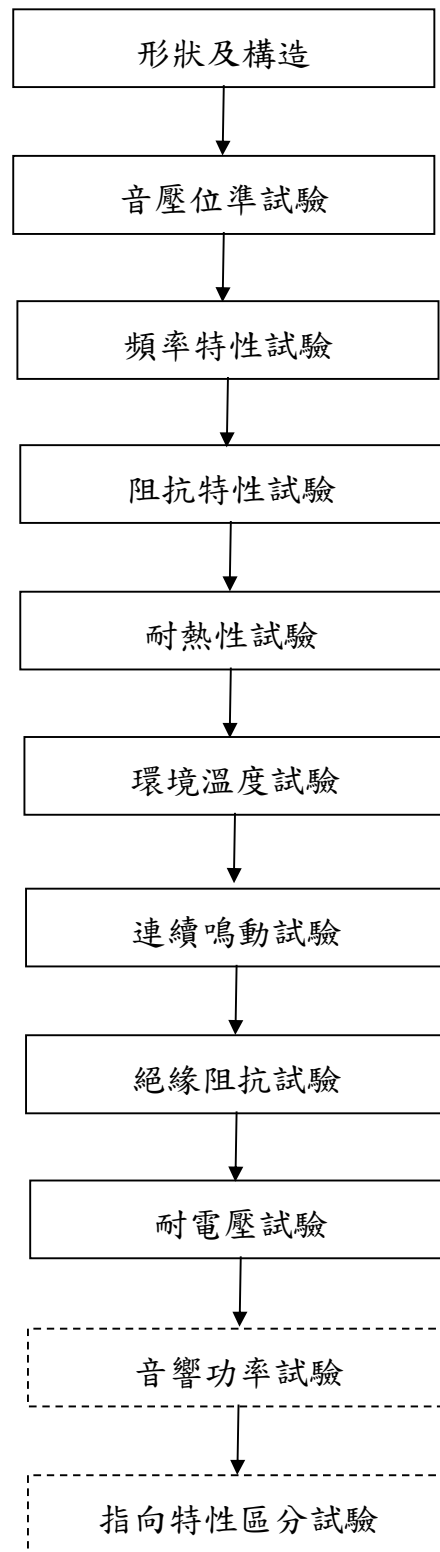 形狀及構造
音壓位準試驗
頻率特性試驗
阻抗特性試驗
耐熱性試驗
環境溫度試驗
連續鳴動試驗
絕緣阻抗試驗
耐電壓試驗
音響功率試驗
指向特性區分試驗